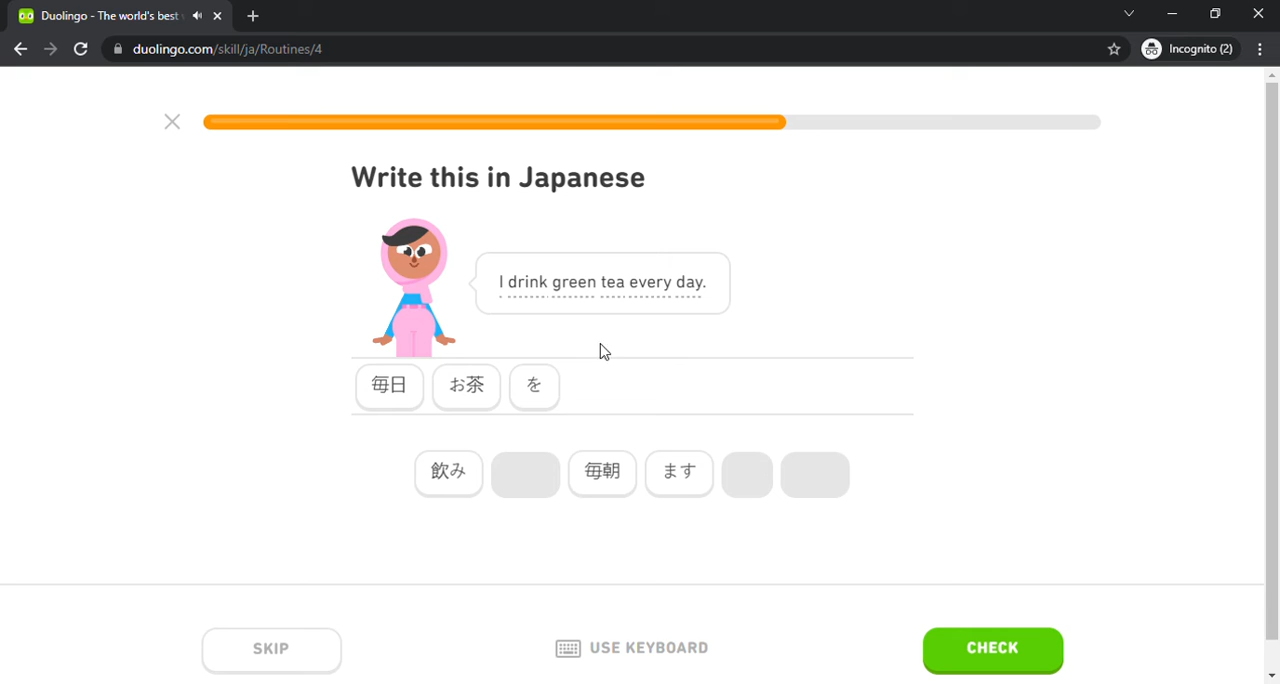 Duolingo - The world's best
duolingo.com/skill/ja/Routines/4
Incognito (2)
Write this in Japanese
I drink green tea every day.
毎日 お茶 を
飲み 毎朝 ます
SKIP
USE KEYBOARD
CHECK